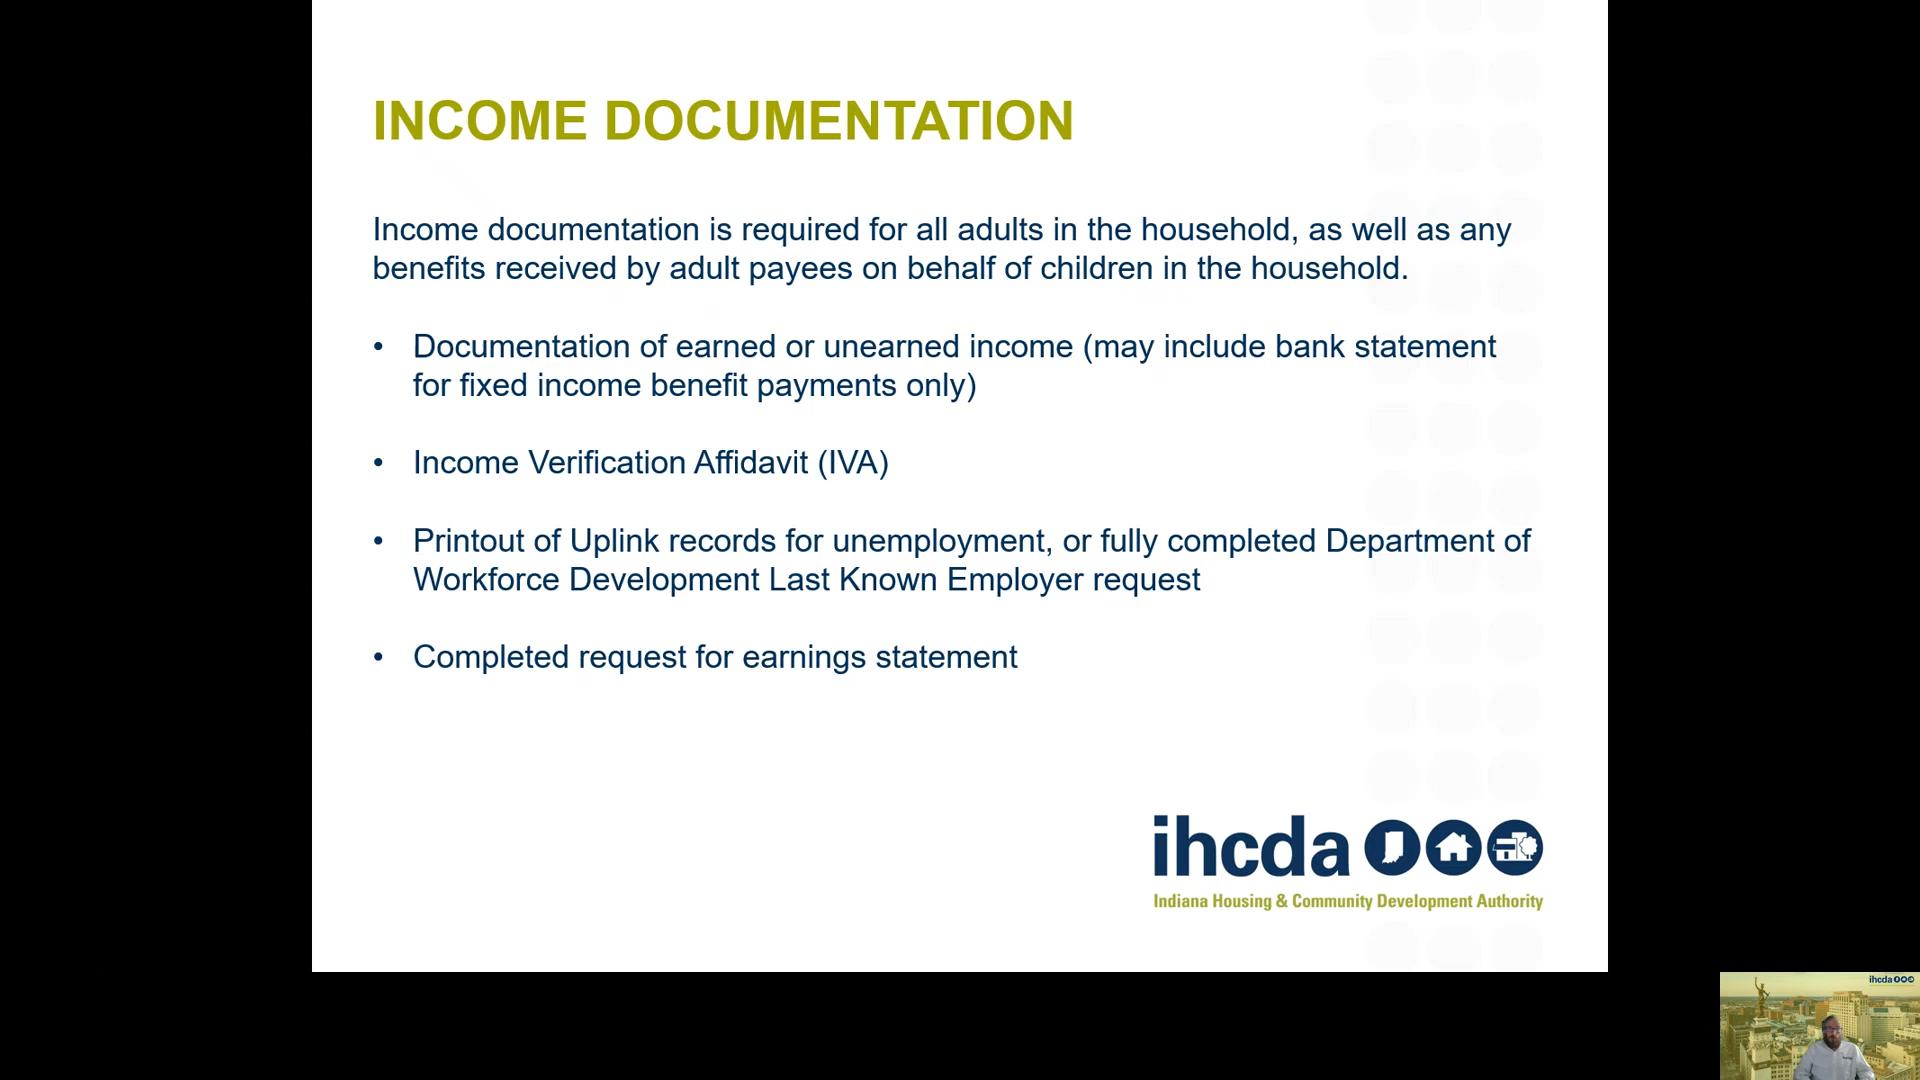 INCOME DOCUMENTATION
Income documentation is required for all adults in the household, as well as any
benefits received by adult payees on behalf of children in the household.
• Documentation of earned or unearned income (may include bank statement
for fixed income benefit payments only)
• Income Verification Affidavit (IVA)
• Printout of Uplink records for unemployment, or fully completed Department of
Workforce Development Last Known Employer request
• Completed request for earnings statement
ihcda
Indiana Housing & Community Development Authority
ihcda